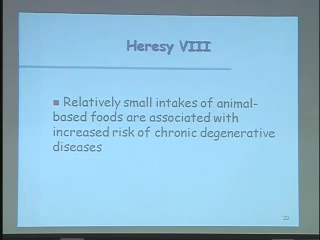 Heresy VIII
Relatively small intakes of animal-
based foods are associated with
increased risk of chronic degenerative
diseases
20